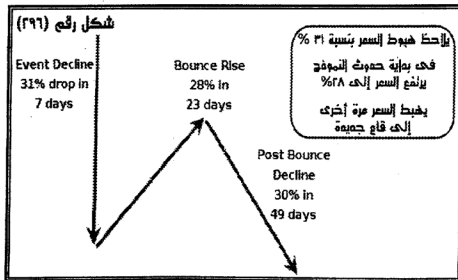 شكل رقم (٢٩٦)
Event Decline
31% drop in
7 days
Bounce Rise
28% in
23 days
يلاحظ هبوط السعر بنسبة ٣١ %
فى بداية حدوث النموذج
يرتفع السعر إلى ٢٨%
يهبط السعر مرة أخرى
إلى قاع جديدة
Post Bounce
Decline
30% in
49 days